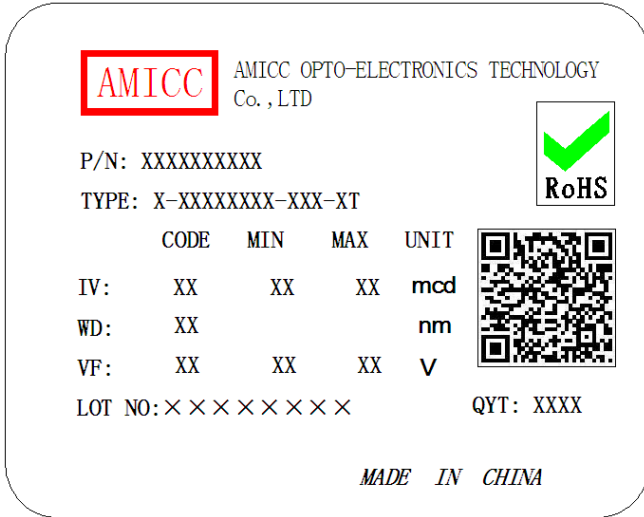 AMICC
AMICC OPTO-ELECTRONICS TECHNOLOGY
Co.,LTD
P/N: XXXXXXXXXX
TYPE: X-XXXXXXXX-XXX-XT
RoHS
CODE MIN MAX UNIT
IV: XX XX XX mcd
WD: XX nm
VF: XX XX XX V
LOT NO:××××××××
QYT: XXXX
MADE IN CHINA